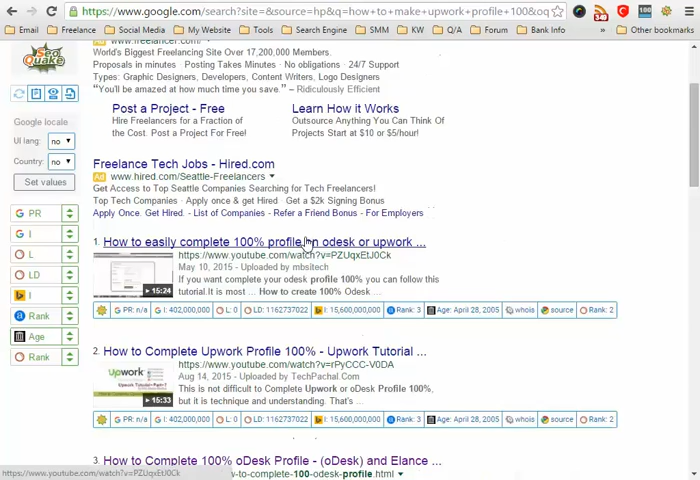 https://www.google.com/search?site=&source=hp&q=how+to+make+upwork+profile+100&oq
340
100
Email
Freelance
Social Media
My Website
Tools
Search Engine
SMM
KW
Q/A
Forum
Bank Info
»
Other bookmarks
SEO Quake
Google locale
UI lang: no
Country: no
Set values
PR
I
L
LD
I
Rank
Age
Rank
World's Biggest Freelancing Site Over 17,200,000 Members.
Proposals in minutes · Posting Takes Minutes · No obligations · 24/7 Support
Types: Graphic Designers, Developers, Content Writers, Logo Designers
"You'll be amazed at how much time you save." – Ridiculously Efficient
Post a Project - Free
Hire Freelancers for a Fraction of
the Cost. Post a Project For Free!
Learn How it Works
Outsource Anything You Can Think Of
Projects Start at $10 or $5/hour!
Freelance Tech Jobs - Hired.com
Ad www.hired.com/Seattle-Freelancers
Get Access to Top Seattle Companies Searching for Tech Freelancers!
Top Tech Companies · Apply once & get Hired · Get a $2k Signing Bonus
Apply Once. Get Hired. - List of Companies - Refer a Friend Bonus - For Employers
1. How to easily complete 100% profile on odesk or upwork ...
https://www.youtube.com/watch?v=PZUqxEtJ0Ck
May 10, 2015 - Uploaded by mbsitech
If you want complete your odesk profile 100% you can follow this
tutorial.It is most ... How to create 100% Odesk ...
15:24
PR: n/a I: 402,000,000 L: 0 LD: 1162737022 I: 15,600,000,000 Rank: 3 Age: April 28, 2005 whois source Rank: 2
2. How to Complete Upwork Profile 100% - Upwork Tutorial ...
https://www.youtube.com/watch?v=rPyCCC-V0DA
Aug 14, 2015 - Uploaded by TechPachal.Com
This is not difficult to Complete Upwork or oDesk Profile 100%,
but it is technique and understanding. That's ...
upwork
15:33
PR: n/a I: 402,000,000 L: 0 LD: 1162737022 I: 15,600,000,000 Rank: 3 Age: April 28, 2005 whois source Rank: 2
3. How to Complete 100% oDesk Profile - (oDesk) and Elance ...
w-to-complete-100-odesk-profile.html
https://www.youtube.com/watch?v=PZUqxEtJ0Ck